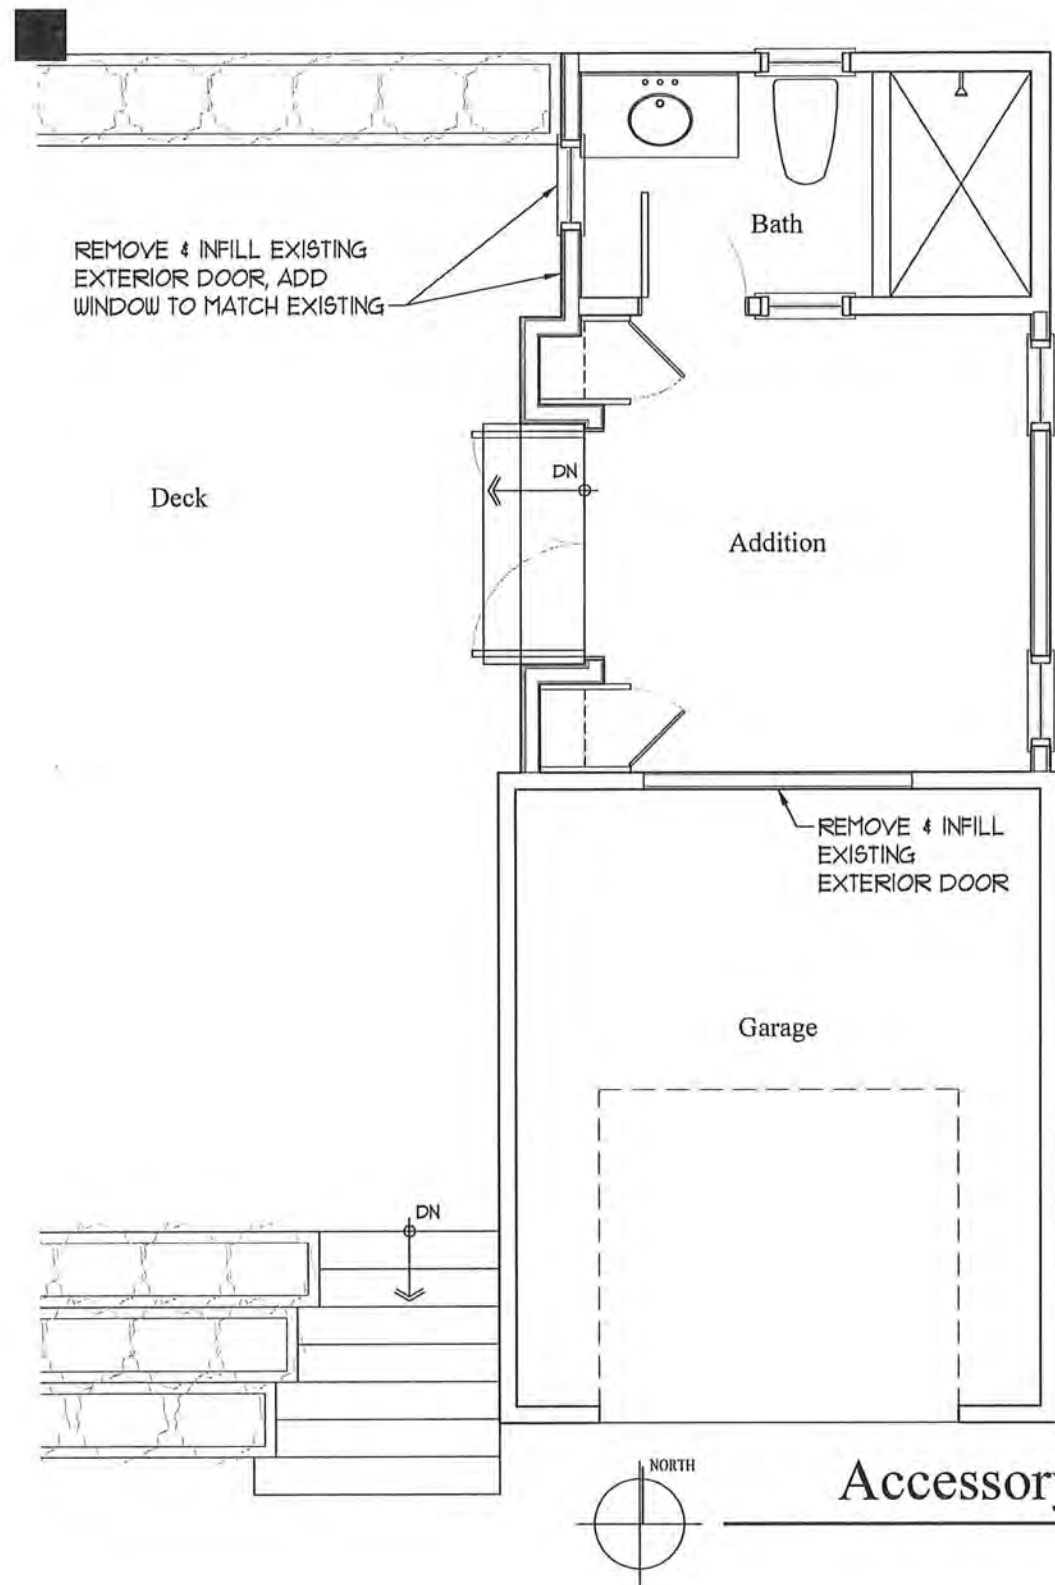 Bath
REMOVE & INFILL EXISTING
EXTERIOR DOOR, ADD
WINDOW TO MATCH EXISTING
DN
Deck
Addition
REMOVE & INFILL
EXISTING
EXTERIOR DOOR
Garage
DN
NORTH
Accessory